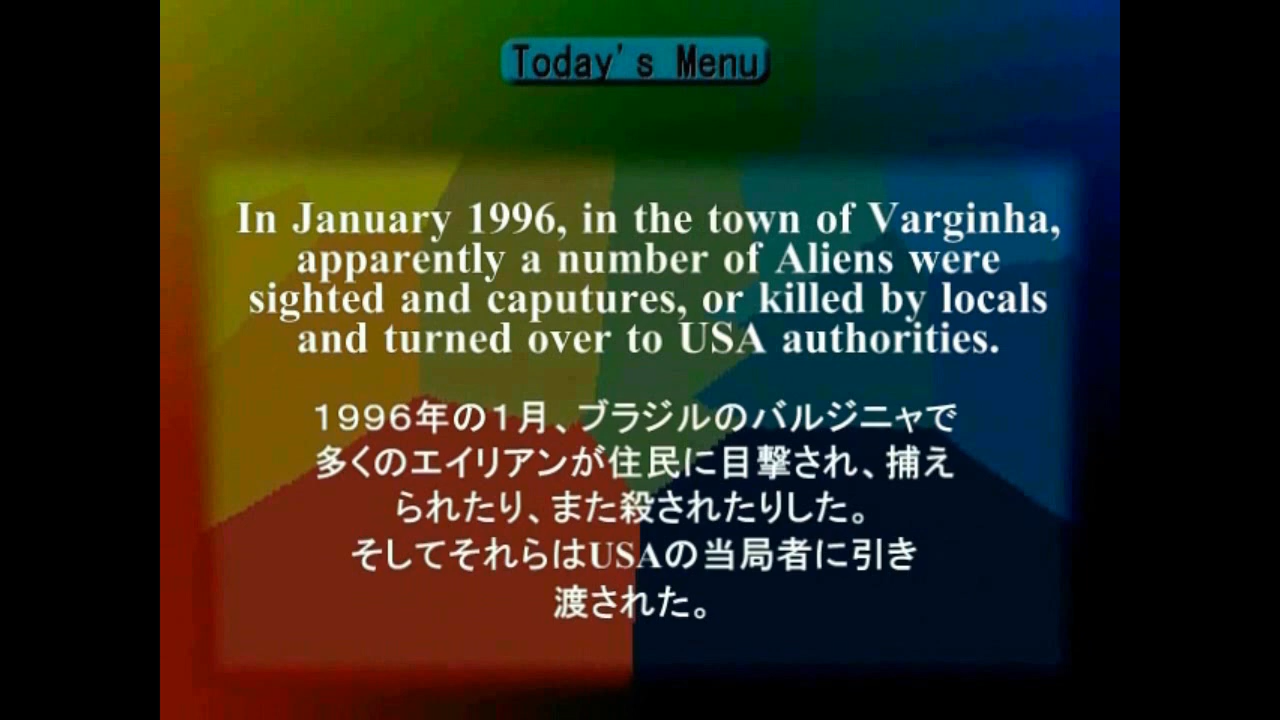 Today's Menu
In January 1996, in the town of Varginha,
apparently a number of Aliens were
sighted and caputures, or killed by locals
and turned over to USA authorities.
1996年の1月、ブラジルのバルジニャで
多くのエイリアンが住民に目撃され、捕え
られたり、また殺されたりした。
そしてそれらはUSAの当局者に引き
渡された。